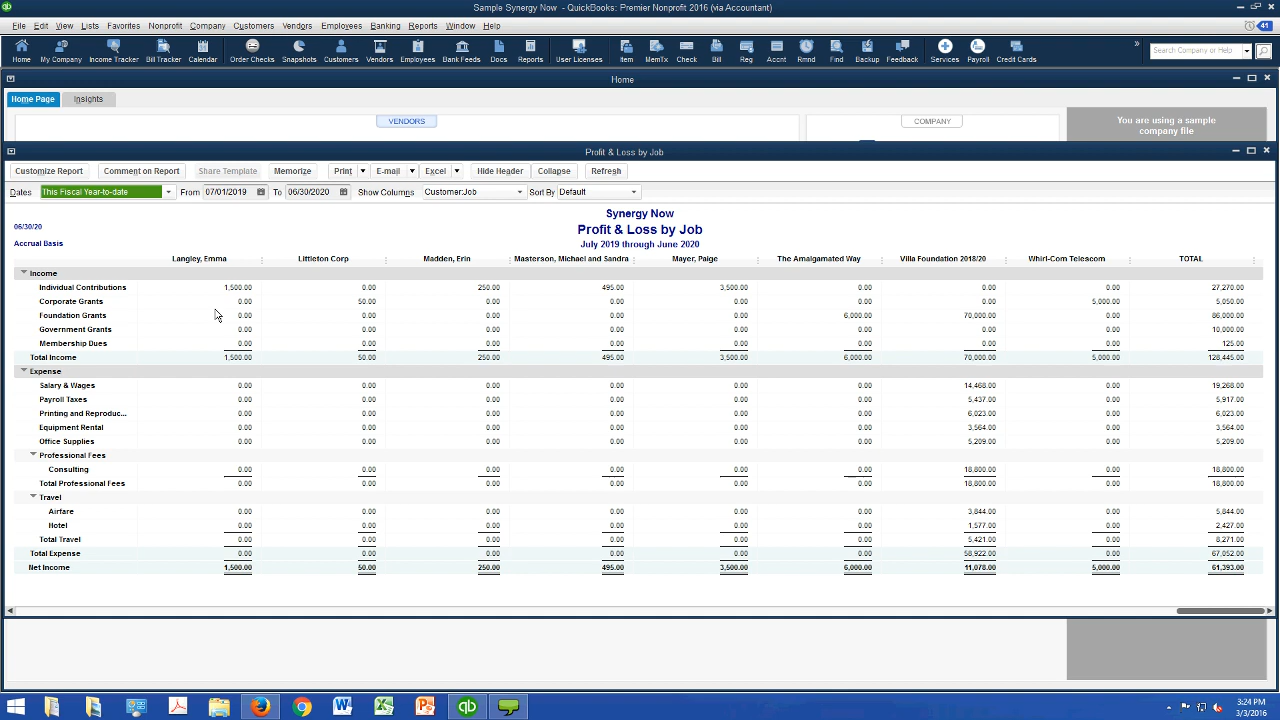 Sample Synergy Now - QuickBooks: Premier Nonprofit 2016 (via Accountant)
File Edit View Lists Favorites Nonprofit Company Customers Vendors Employees Banking Reports Window Help 41
Home My Company Income Tracker Bill Tracker Calendar Order Checks Snapshots Customers Vendors Employees Bank Feeds Docs Reports User Licenses Item MemTx Check Bill Reg Accnt Rmnd Find Backup Feedback Services Payroll Credit Cards » Search Company or Help
Home
Home Page Insights
VENDORS COMPANY You are using a sample
company file
Profit & Loss by Job
Customize Report Comment on Report Share Template Memorize Print E-mail Excel Hide Header Collapse Refresh
Dates This Fiscal Year-to-date From 07/01/2019 To 06/30/2020 Show Columns Customer:Job Sort By Default
Synergy Now
06/30/20 Profit & Loss by Job
Accrual Basis July 2019 through June 2020
Langley, Emma Littleton Corp Madden, Erin Masterson, Michael and Sandra Mayer, Paige The Amalgamated Way Villa Foundation 2018/20 Whirl-Com Telescom TOTAL
Income
Individual Contributions 1,500.00 0.00 250.00 495.00 3,500.00 0.00 0.00 0.00 27,270.00
Corporate Grants 0.00 50.00 0.00 0.00 0.00 0.00 0.00 5,000.00 5,050.00
Foundation Grants 0.00 0.00 0.00 0.00 0.00 6,000.00 70,000.00 0.00 86,000.00
Government Grants 0.00 0.00 0.00 0.00 0.00 0.00 0.00 0.00 10,000.00
Membership Dues 0.00 0.00 0.00 0.00 0.00 0.00 0.00 0.00 125.00
Total Income 1,500.00 50.00 250.00 495.00 3,500.00 6,000.00 70,000.00 5,000.00 128,445.00
Expense
Salary & Wages 0.00 0.00 0.00 0.00 0.00 0.00 14,468.00 0.00 19,268.00
Payroll Taxes 0.00 0.00 0.00 0.00 0.00 0.00 5,437.00 0.00 5,917.00
Printing and Reproduc... 0.00 0.00 0.00 0.00 0.00 0.00 6,023.00 0.00 6,023.00
Equipment Rental 0.00 0.00 0.00 0.00 0.00 0.00 3,564.00 0.00 3,564.00
Office Supplies 0.00 0.00 0.00 0.00 0.00 0.00 5,209.00 0.00 5,209.00
Professional Fees
Consulting 0.00 0.00 0.00 0.00 0.00 0.00 18,800.00 0.00 18,800.00
Total Professional Fees 0.00 0.00 0.00 0.00 0.00 0.00 18,800.00 0.00 18,800.00
Travel
Airfare 0.00 0.00 0.00 0.00 0.00 0.00 3,844.00 0.00 5,844.00
Hotel 0.00 0.00 0.00 0.00 0.00 0.00 1,577.00 0.00 2,427.00
Total Travel 0.00 0.00 0.00 0.00 0.00 0.00 5,421.00 0.00 8,271.00
Total Expense 0.00 0.00 0.00 0.00 0.00 0.00 58,922.00 0.00 67,052.00
Net Income 1,500.00 50.00 250.00 495.00 3,500.00 6,000.00 11,078.00 5,000.00 61,393.00
3:24 PM
3/3/2016